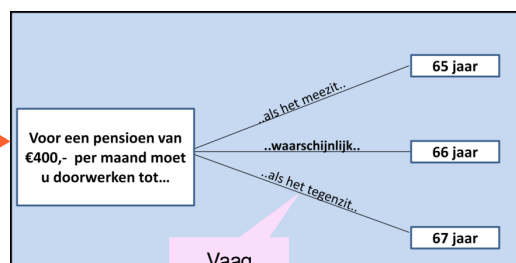 65 jaar
..als het meezit..
Voor een pensioen van
€400,- per maand moet
u doorwerken tot...
..waarschijnlijk..
66 jaar
..als het tegenzit..
67 jaar
Vaag